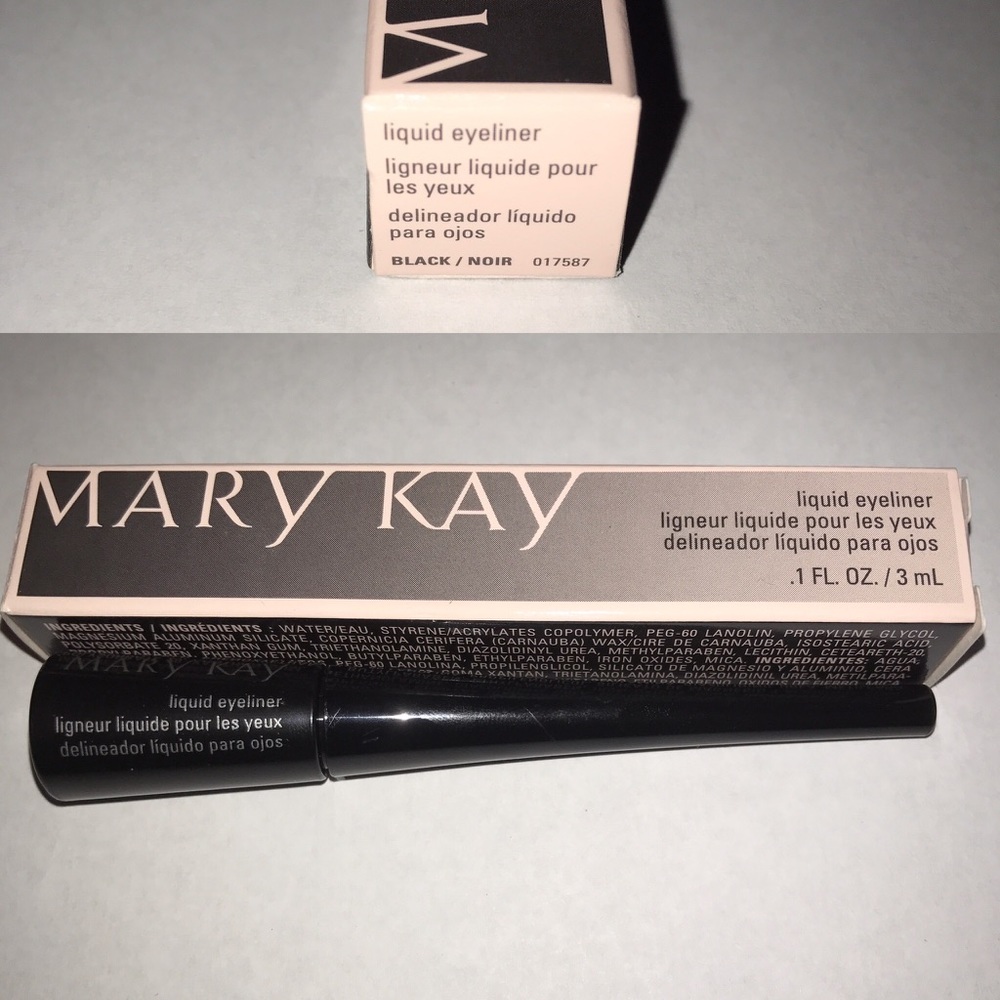 M
liquid eyeliner
ligneur liquide pour
les yeux
delineador líquido
para ojos
BLACK / NOIR 017587
MARY KAY
liquid eyeliner
ligneur liquide pour les yeux
delineador líquido para ojos
.1 FL. OZ. / 3 mL
INGREDIENTS / INGRÉDIENTS : WATER/EAU, STYRENE/ACRYLATES COPOLYMER, PEG-60 LANOLIN, PROPYLENE GLYCOL,
MAGNESIUM ALUMINUM SILICATE, COPERNICIA CERIFERA (CARNAUBA) WAX/CIRE DE CARNAUBA, ISOSTEARIC ACID,
POLYSORBATE 20, XANTHAN GUM, TRIETHANOLAMINE, DIAZOLIDINYL UREA, METHYLPARABEN, LECITHIN, CETEARETH-20,
PHENOXYETHANOL, BUTYLPARABEN, ETHYLPARABEN, IRON OXIDES, MICA. INGREDIENTES: AGUA,
PEG-60 LANOLINA, PROPILENGLICOL, SILICATO DE MAGNESIO Y ALUMINIO, CERA
GOMA XANTAN, TRIETANOLAMINA, DIAZOLIDINIL UREA, METILPARA-
OXIDOS DE FIERRO, MICA
MARY KAY
liquid eyeliner
ligneur liquide pour les yeux
delineador líquido para ojos